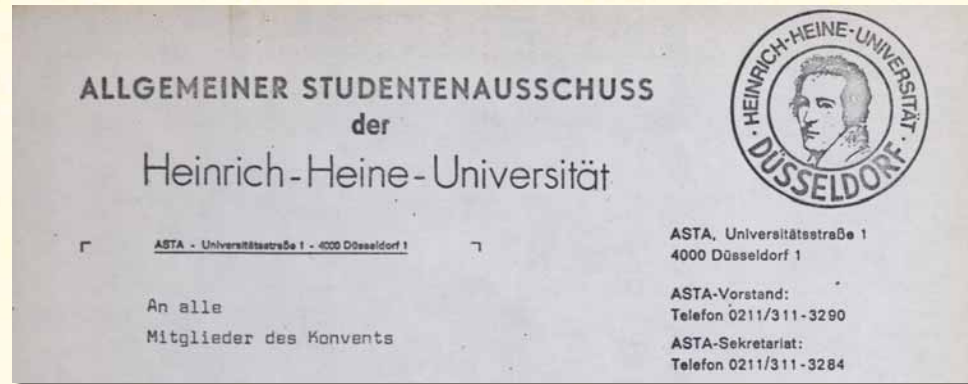 ALLGEMEINER STUDENTENAUSSCHUSS
der
Heinrich-Heine-Universität
· HEINRICH-HEINE-UNIVERSITÄT ·
DÜSSELDORF
ASTA - Universitätsstraße 1 - 4000 Düsseldorf 1
An alle
Mitglieder des Konvents
ASTA, Universitätsstraße 1
4000 Düsseldorf 1
ASTA-Vorstand:
Telefon 0211/311-3290
ASTA-Sekretariat:
Telefon 0211/311-3284